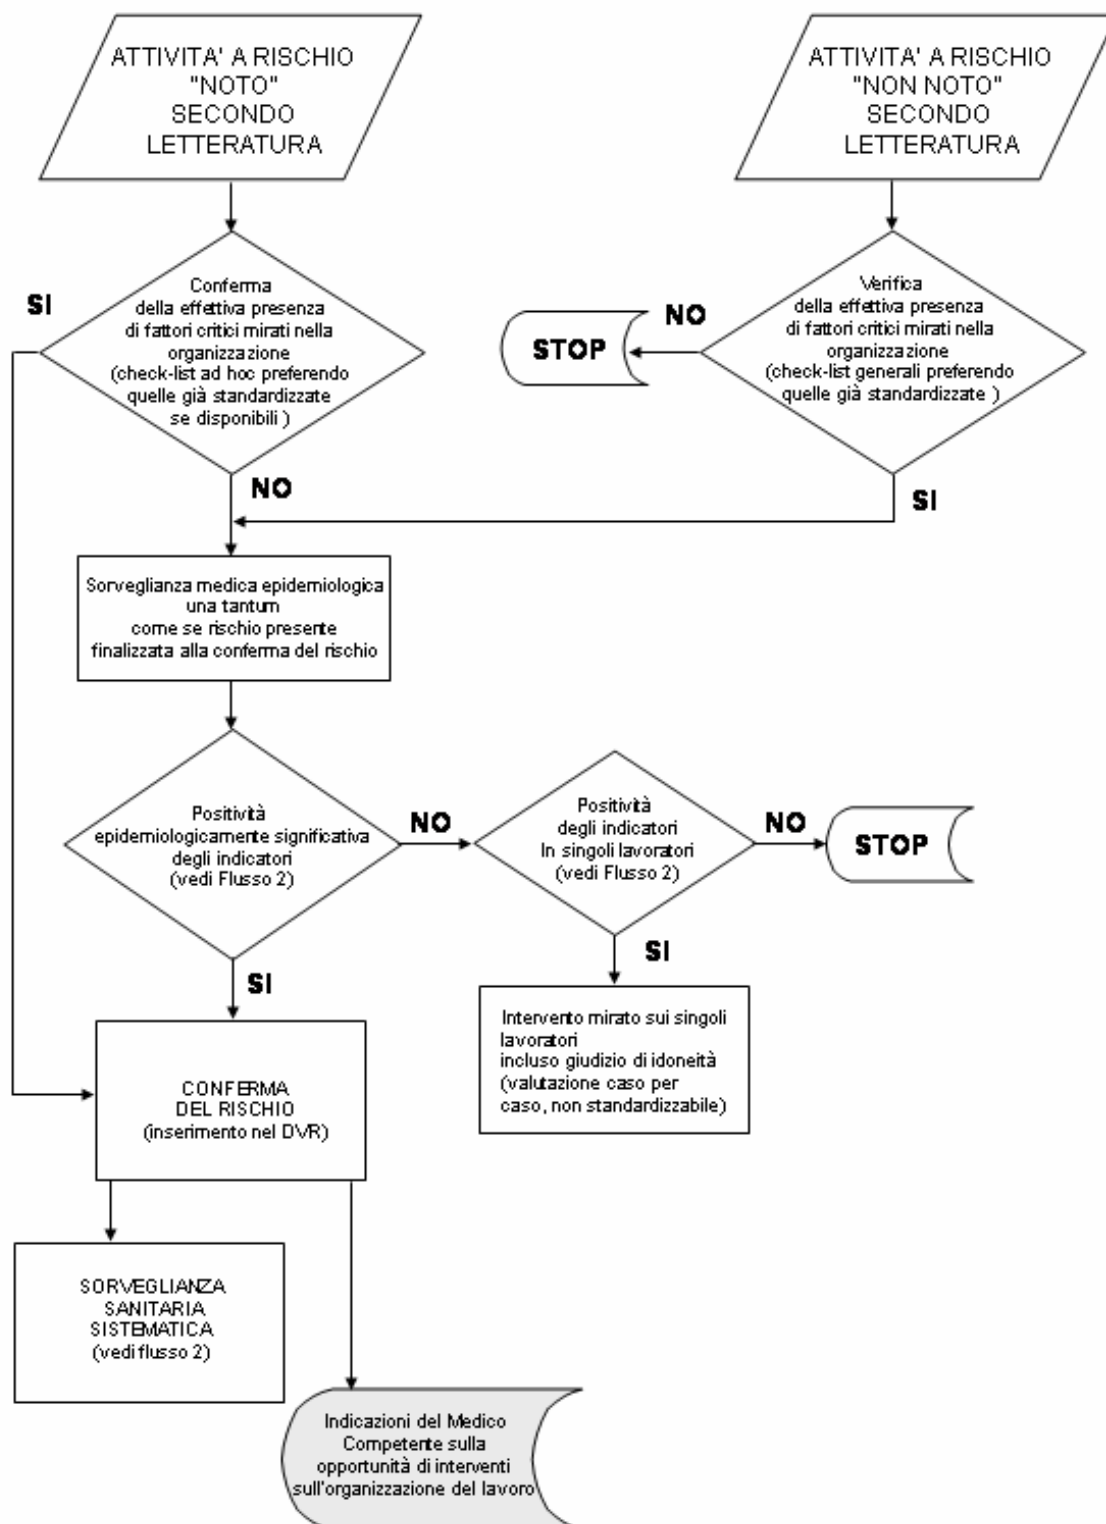 ATTIVITA' A RISCHIO
"NOTO"
SECONDO
LETTERATURA
ATTIVITA' A RISCHIO
"NON NOTO"
SECONDO
LETTERATURA
SI
Conferma
della effettiva presenza
di fattori critici mirati nella
organizzazione
(check-list ad hoc preferendo
quelle già standardizzate
se disponibili )
NO
STOP
NO
Verifica
della effettiva presenza
di fattori critici mirati nella
organizzazione
(check-list generali preferendo
quelle già standardizzate )
SI
Sorveglianza medica epidemiologica
una tantum
come se rischio presente
finalizzata alla conferma del rischio
Positività
epidemiologicamente significativa
degli indicatori
(vedi Flusso 2)
NO
Positività
degli indicatori
In singoli lavoratori
(vedi Flusso 2)
NO
STOP
SI
SI
Intervento mirato sui singoli
lavoratori
incluso giudizio di idoneità
(valutazione caso per
caso, non standardizzabile)
CONFERMA
DEL RISCHIO
(inserimento nel DVR)
SORVEGLIANZA
SANITARIA
SISTEMATICA
(vedi flusso 2)
Indicazioni del Medico
Competente sulla
opportunità di interventi
sull'organizzazione del lavoro